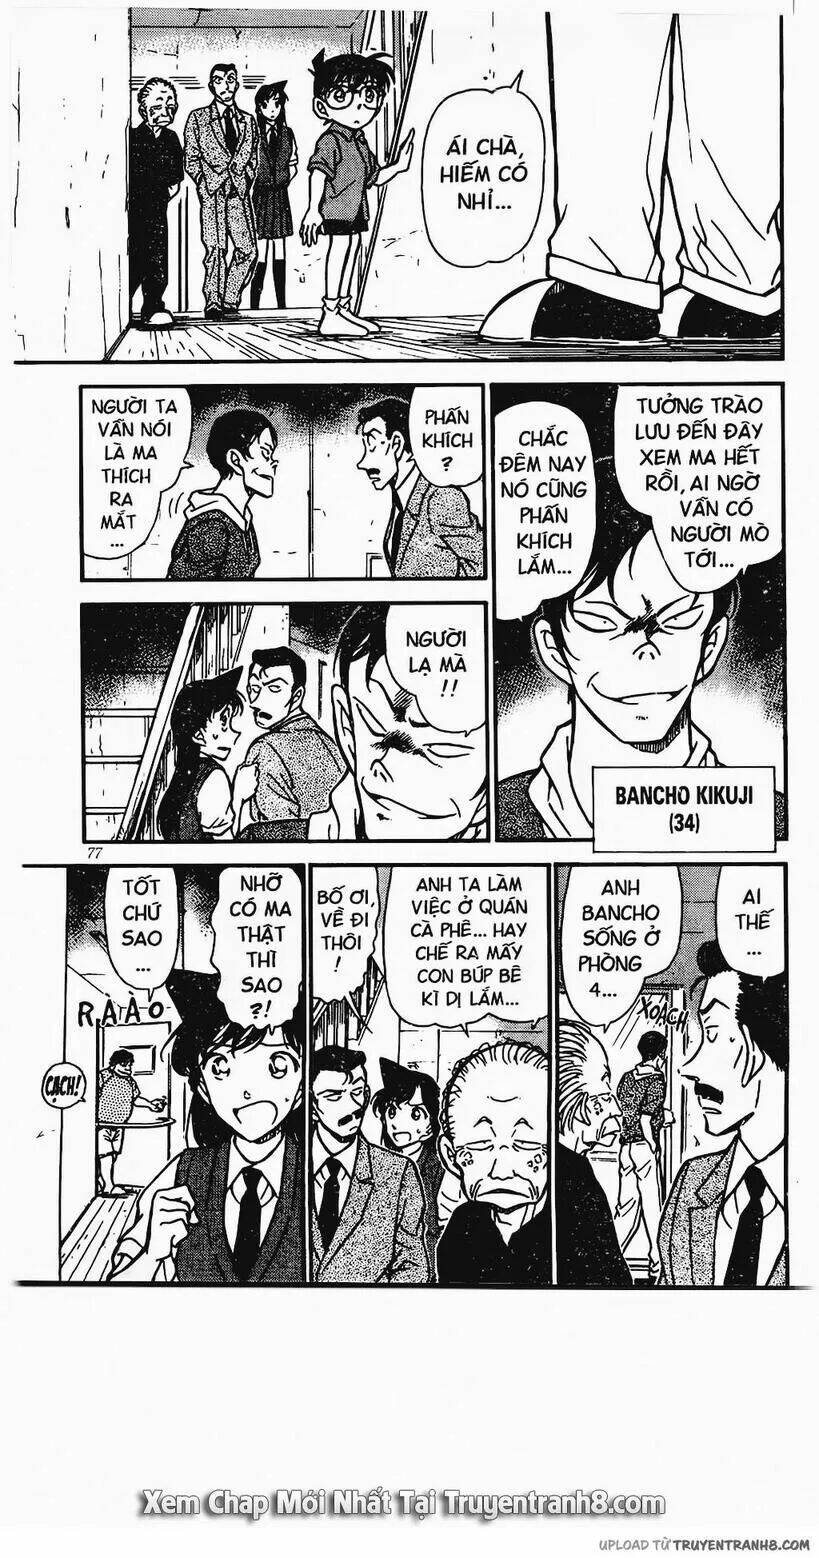 ÁI CHÀ,
HIẾM CÓ
NHỈ...
TƯỞNG TRÀO
LƯU ĐẾN ĐÂY
XEM MA HẾT
RỒI, AI NGỜ
VẪN CÓ
NGƯỜI MÒ
TỚI...
CHẮC
ĐÊM NAY
NÓ CŨNG
PHẤN
KHÍCH
LẮM...
BANCHO KIKUJI
(34)
PHẤN
KHÍCH
?
NGƯỜI TA
VẪN NÓI
LÀ MA
THÍCH
RA
MẮT
...
NGƯỜI
LẠ MÀ
!!
77
AI
THẾ
...
ANH
BANCHO
SỐNG Ở
PHÒNG
4...
XOẠCH
ANH TA LÀM
VIỆC Ở QUÁN
CÀ PHÊ... HAY
CHẾ RA MẤY
CON BÚP BÊ
KÌ DỊ LẮM...
BỐ ƠI,
VỀ ĐI
THÔI
!
NHỠ
CÓ MA
THẬT
THÌ
SAO
?!
TỐT
CHỨ
SAO
...
RÀÀO
CẠCH!
Xem Chap Mới Nhất Tại Truyentranh8.com
UPLOAD TỪ TRUYENTRANH8.COM